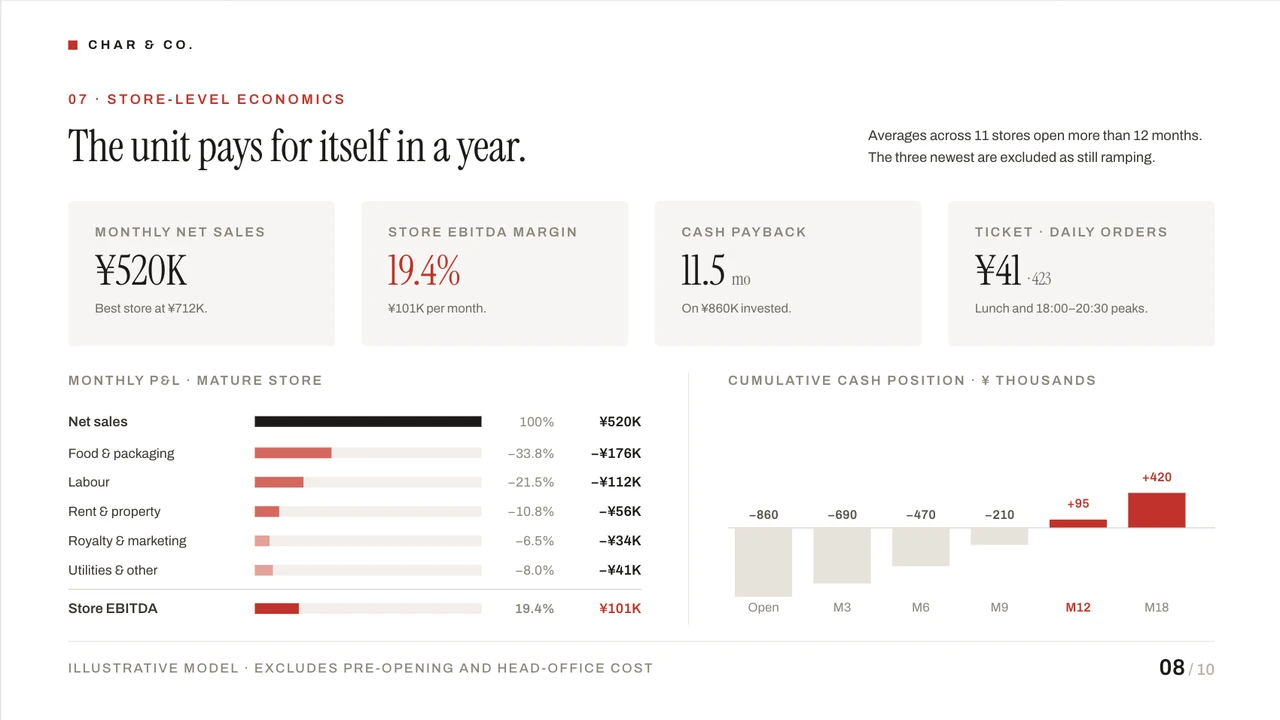 CHAR & CO.
07 · STORE-LEVEL ECONOMICS
The unit pays for itself in a year.
Averages across 11 stores open more than 12 months.
The three newest are excluded as still ramping.
MONTHLY NET SALES
¥520K
Best store at ¥712K.
STORE EBITDA MARGIN
19.4%
¥101K per month.
CASH PAYBACK
11.5 mo
On ¥860K invested.
TICKET · DAILY ORDERS
¥41 · 423
Lunch and 18:00–20:30 peaks.
MONTHLY P&L · MATURE STORE
Net sales 100% ¥520K
Food & packaging –33.8% –¥176K
Labour –21.5% –¥112K
Rent & property –10.8% –¥56K
Royalty & marketing –6.5% –¥34K
Utilities & other –8.0% –¥41K
Store EBITDA 19.4% ¥101K
CUMULATIVE CASH POSITION · ¥ THOUSANDS
–860 –690 –470 –210 +95 +420
Open M3 M6 M9 M12 M18
ILLUSTRATIVE MODEL · EXCLUDES PRE-OPENING AND HEAD-OFFICE COST
08 / 10